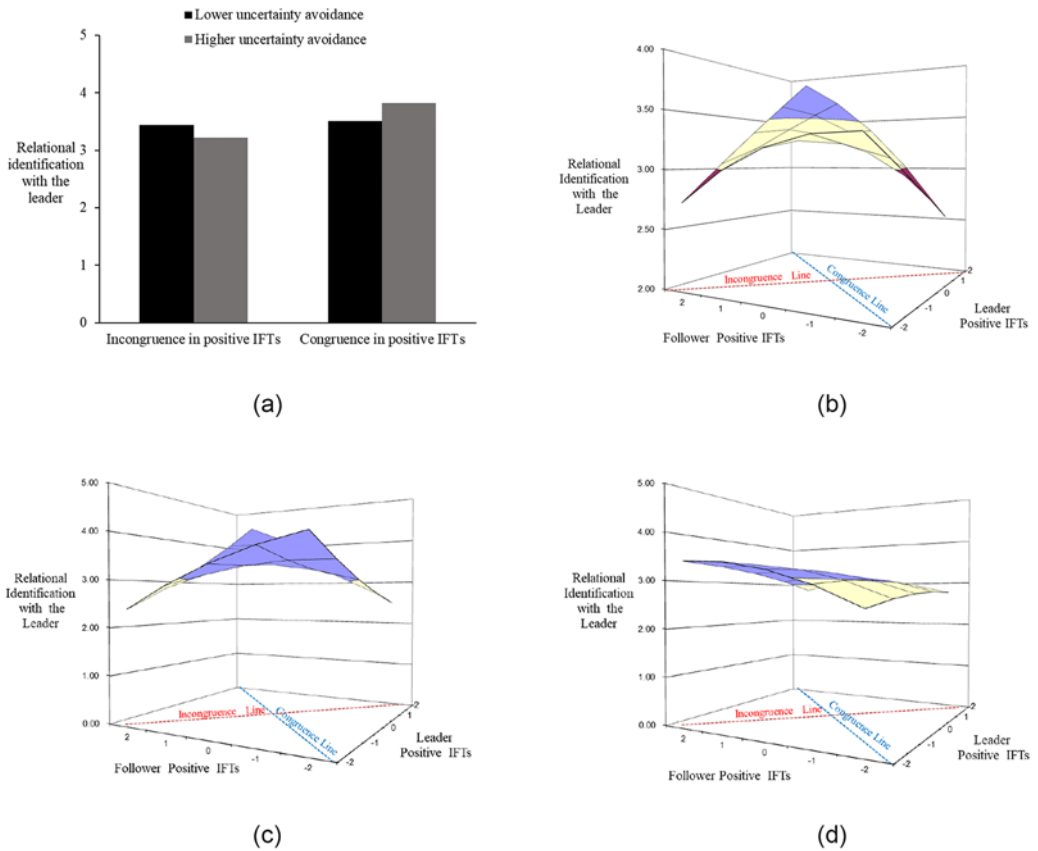 Lower uncertainty avoidance
Higher uncertainty avoidance
5
4
3
2
1
0
Relational
identification
with the
leader
Incongruence in positive IFTs
Congruence in positive IFTs
(a)
4.00
3.50
3.00
2.50
2.00
Relational
Identification
with the
Leader
Incongruence Line
Congruence Line
2
1
0
-1
-2
Follower Positive IFTs
-2
-1
0
1
2
Leader
Positive IFTs
(b)
5.00
4.00
3.00
2.00
1.00
0.00
Relational
Identification
with the
Leader
Incongruence Line
Congruence Line
2
1
0
-1
-2
Follower Positive IFTs
-2
-1
0
1
2
Leader
Positive IFTs
(c)
5.00
4.00
3.00
2.00
1.00
0.00
Relational
Identification
with the
Leader
Incongruence Line
Congruence Line
2
1
0
-1
-2
Follower Positive IFTs
-2
-1
0
1
2
Leader
Positive IFTs
(d)